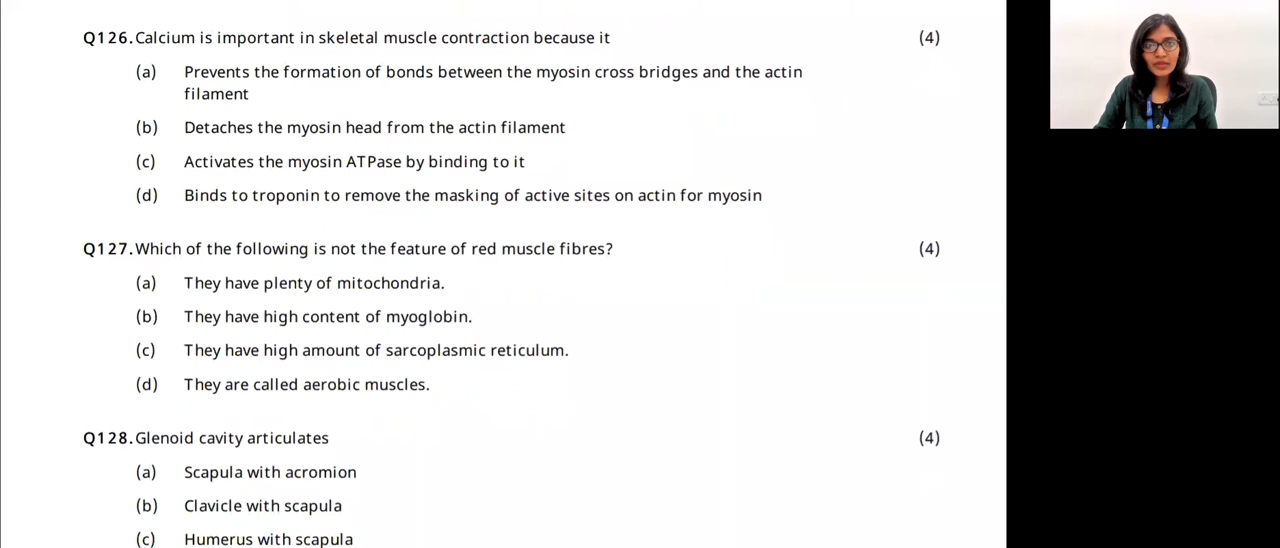 Q126. Calcium is important in skeletal muscle contraction because it (4)
(a) Prevents the formation of bonds between the myosin cross bridges and the actin
filament
(b) Detaches the myosin head from the actin filament
(c) Activates the myosin ATPase by binding to it
(d) Binds to troponin to remove the masking of active sites on actin for myosin
Q127. Which of the following is not the feature of red muscle fibres? (4)
(a) They have plenty of mitochondria.
(b) They have high content of myoglobin.
(c) They have high amount of sarcoplasmic reticulum.
(d) They are called aerobic muscles.
Q128. Glenoid cavity articulates (4)
(a) Scapula with acromion
(b) Clavicle with scapula
(c) Humerus with scapula